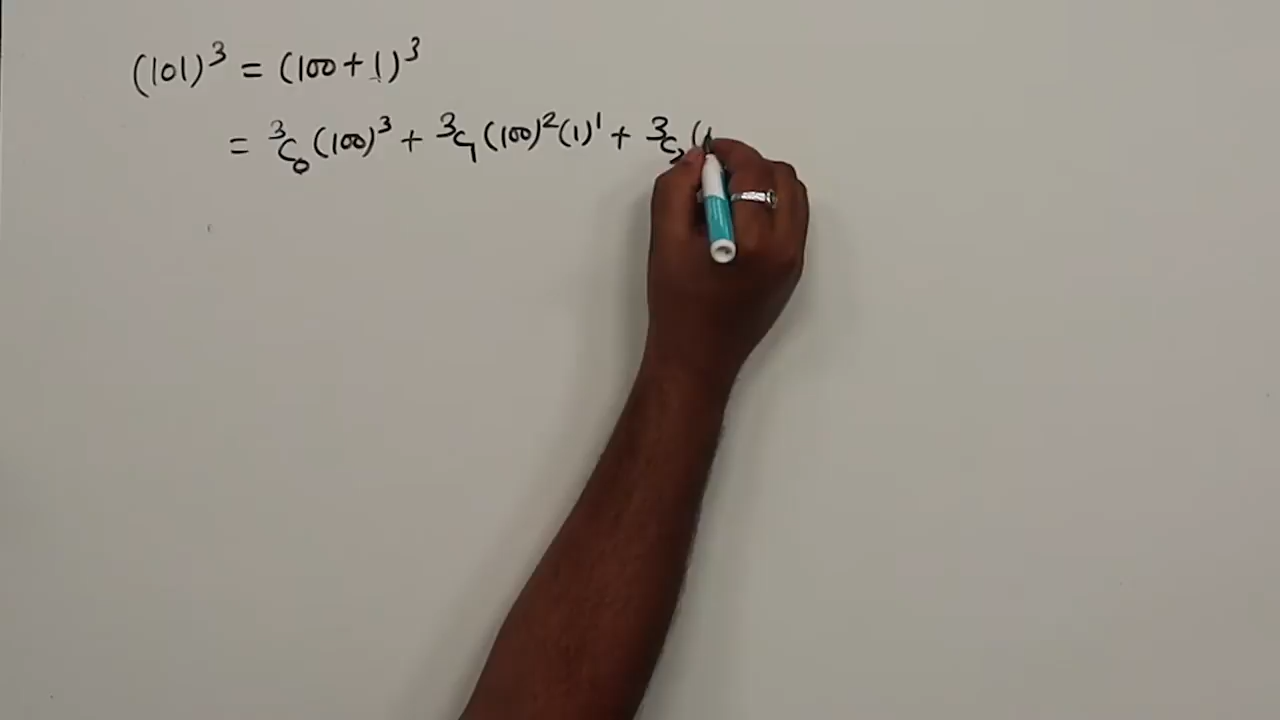 (101)³ = (100 + 1)³
= ³C₀ (100)³ + ³C₁ (100)² (1)¹ + ³C₂ (